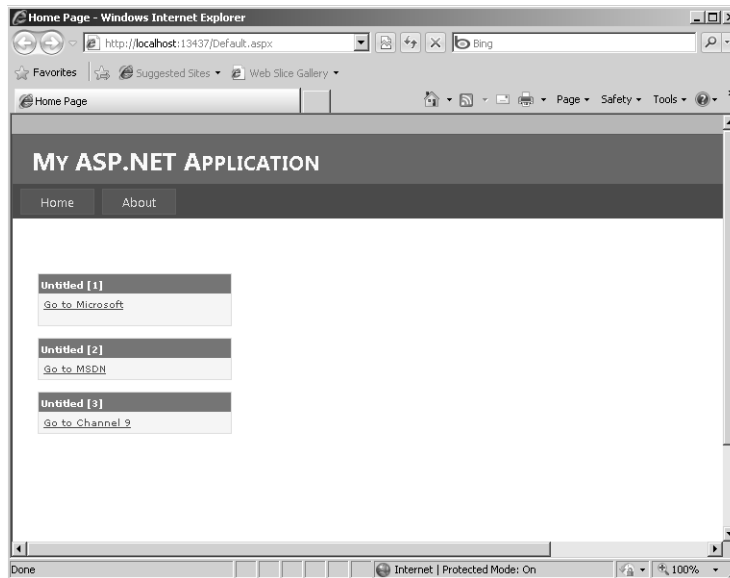 Home Page - Windows Internet Explorer
http://localhost:13437/Default.aspx
Bing
Favorites
Suggested Sites
Web Slice Gallery
Home Page
Page
Safety
Tools
MY ASP.NET APPLICATION
Home
About
Untitled [1]
Go to Microsoft
Untitled [2]
Go to MSDN
Untitled [3]
Go to Channel 9
Done
Internet | Protected Mode: On
100%